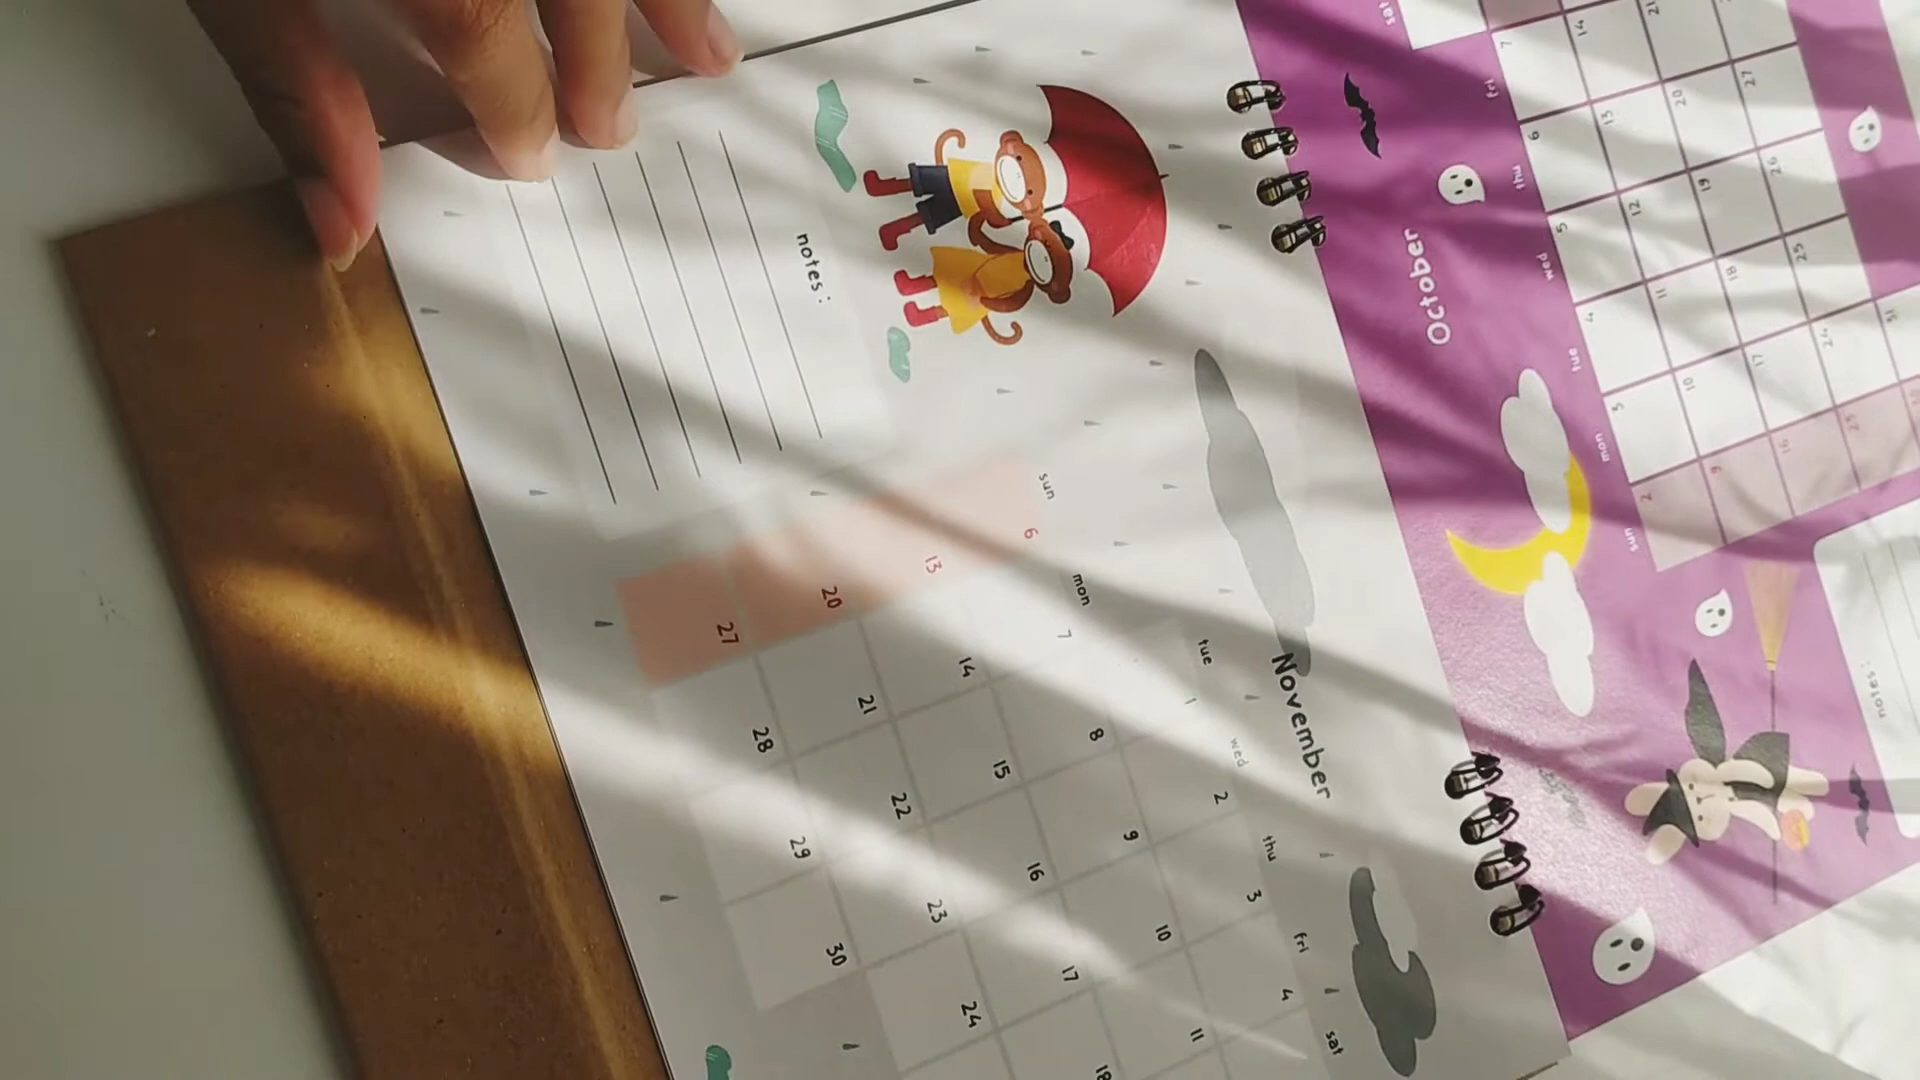 November
sun mon tue wed thu fri sat
1 2 3 4
6 7 8 9 10 11
13 14 15 16 17 18
20 21 22 23 24
27 28 29 30
notes:
October
sun mon tue wed thu fri sat
2 3 4 5 6 7
9 10 11 12 13 14
16 17 18 19 20 21
23 24 25 26 27
30 31
notes: